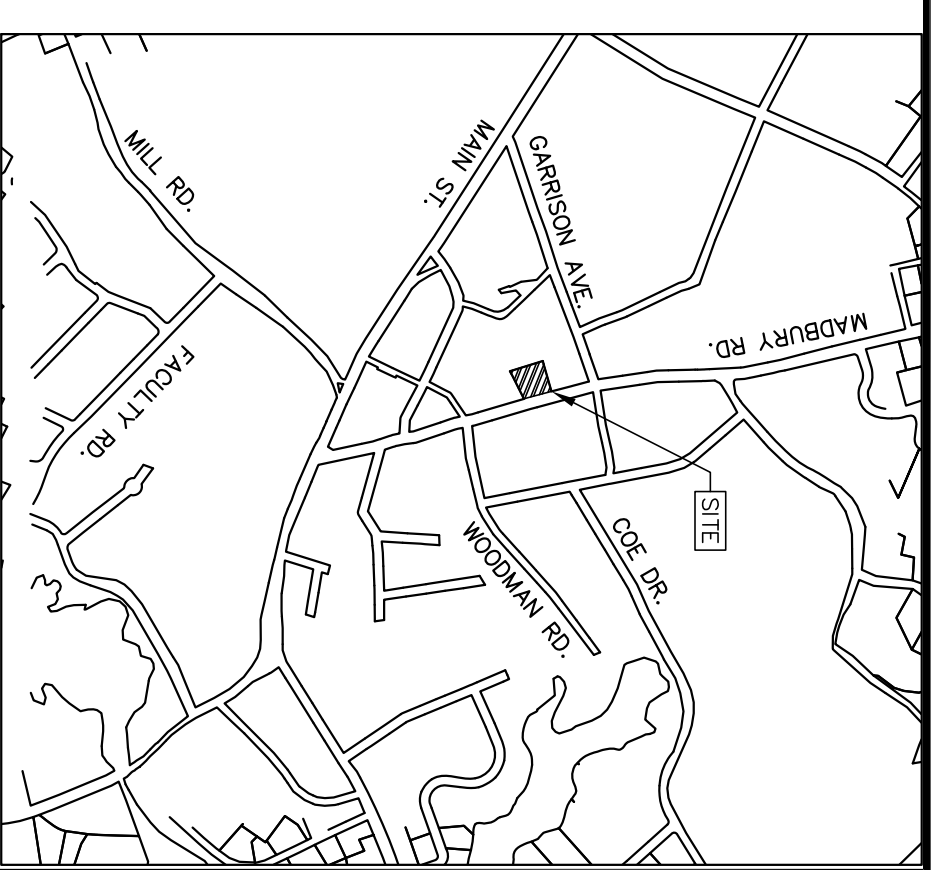 MADBURY RD.
GARRISON AVE.
MAIN ST.
MILL RD.
FACULTY RD.
SITE
COE DR.
WOODMAN RD.